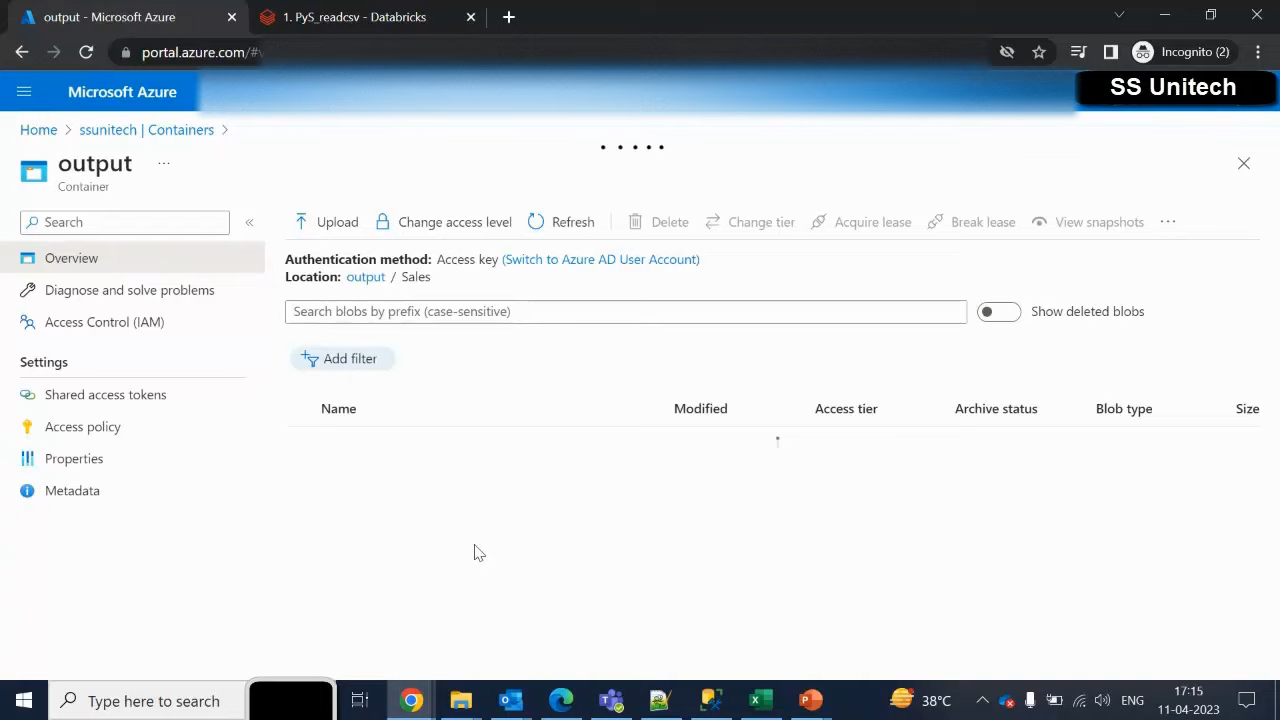 output - Microsoft Azure
1. PyS_readcsv - Databricks
portal.azure.com/#
Incognito (2)
Microsoft Azure
SS Unitech
Home > ssunitech | Containers >
output ...
Container
Search
«
Upload
Change access level
Refresh
Delete
Change tier
Acquire lease
Break lease
View snapshots
...
Overview
Diagnose and solve problems
Access Control (IAM)
Settings
Shared access tokens
Access policy
Properties
Metadata
Authentication method: Access key (Switch to Azure AD User Account)
Location: output / Sales
Search blobs by prefix (case-sensitive)
Show deleted blobs
Add filter
Name Modified Access tier Archive status Blob type Size
Type here to search
38°C
ENG
17:15
11-04-2023